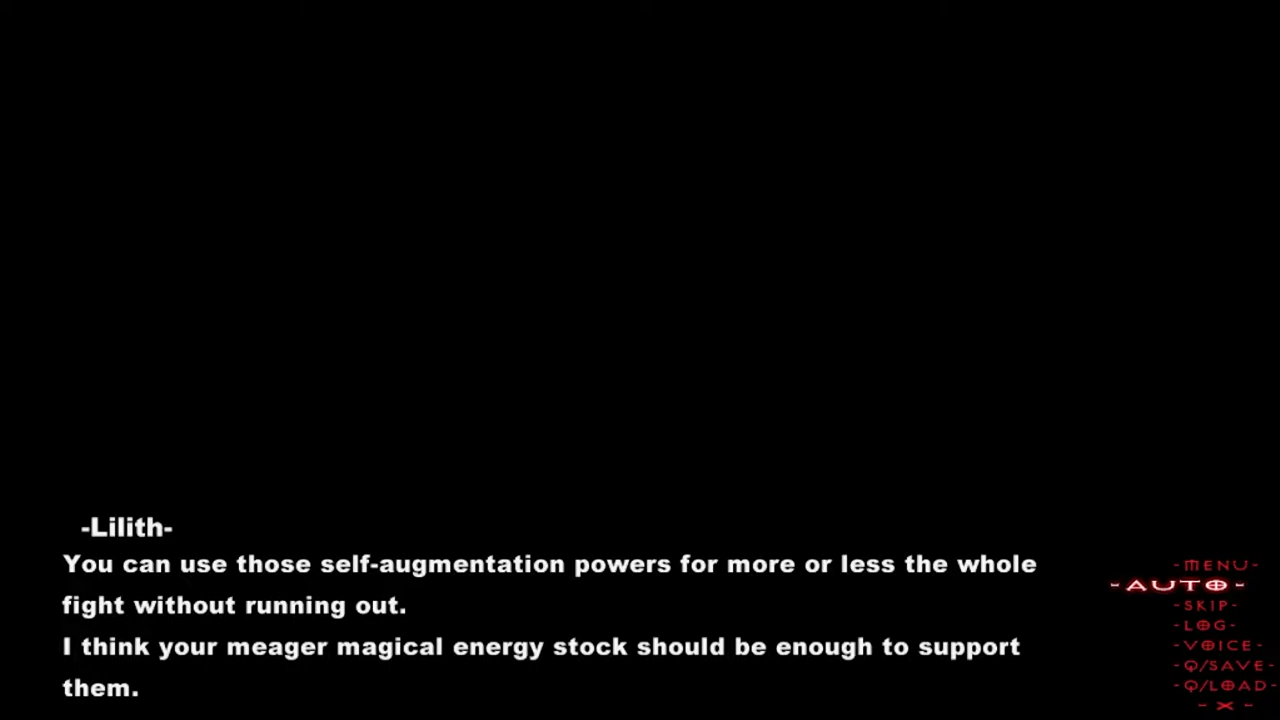 -Lilith-
You can use those self-augmentation powers for more or less the whole
fight without running out.
I think your meager magical energy stock should be enough to support
them.
-MENU-
-AUTO-
-SKIP-
-LOG-
-VOICE-
-Q/SAVE-
-Q/LOAD-
-X-